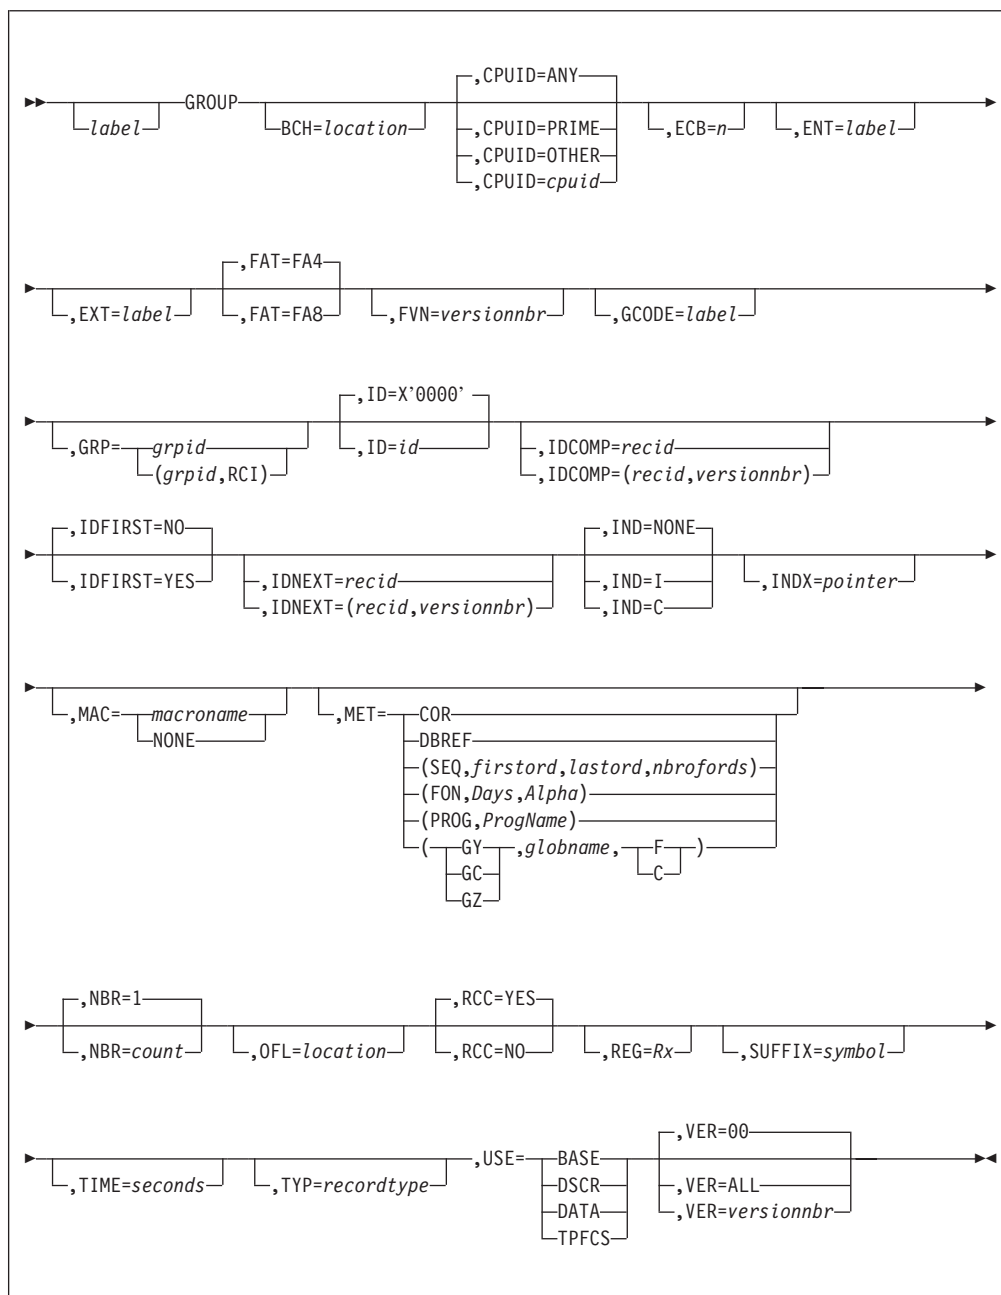 ,CPUID=ANY
label GROUP BCH=location ,CPUID=PRIME ,ECB=n ,ENT=label
,CPUID=OTHER
,CPUID=cpuid
,FAT=FA4
,EXT=label ,FAT=FA8 ,FVN=versionnbr ,GCODE=label
,ID=X'0000'
,GRP= grpid ,ID=id ,IDCOMP=recid
(grpid,RCI) ,IDCOMP=(recid,versionnbr)
,IDFIRST=NO ,IND=NONE
,IDFIRST=YES ,IDNEXT=recid ,IND=I ,INDX=pointer
,IDNEXT=(recid,versionnbr) ,IND=C
,MAC= macroname ,MET= COR
NONE DBREF
(SEQ,firstord,lastord,nbrofords)
(FON,Days,Alpha)
(PROG,ProgName)
( GY ,globname, F )
GC C
GZ
,NBR=1 ,RCC=YES
,NBR=count ,OFL=location ,RCC=NO ,REG=Rx ,SUFFIX=symbol
,VER=00
,TIME=seconds ,TYP=recordtype ,USE= BASE
DSCR ,VER=ALL
DATA ,VER=versionnbr
TPFCS